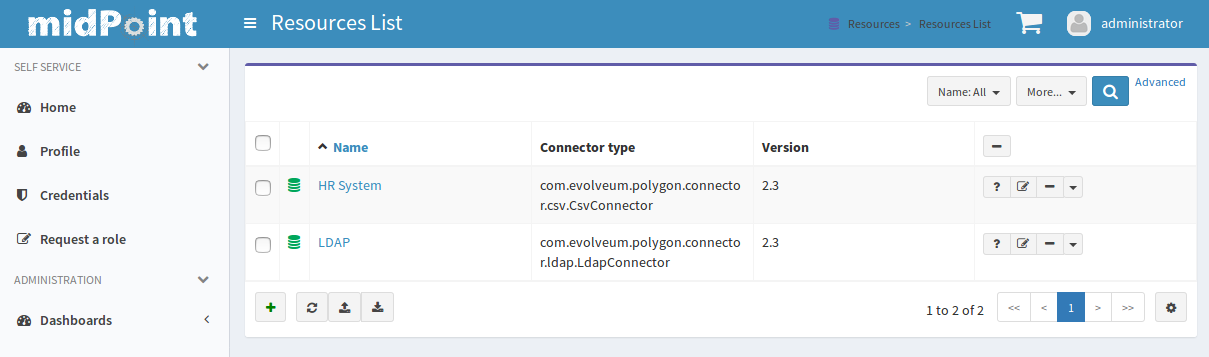 midPoint
Resources List
Resources > Resources List
administrator
SELF SERVICE
Home
Profile
Credentials
Request a role
ADMINISTRATION
Dashboards
Name: All
More...
Advanced
Name Connector type Version
HR System com.evolveum.polygon.connecto 2.3
r.csv.CsvConnector
LDAP com.evolveum.polygon.connecto 2.3
r.ldap.LdapConnector
1 to 2 of 2 << < 1 > >>